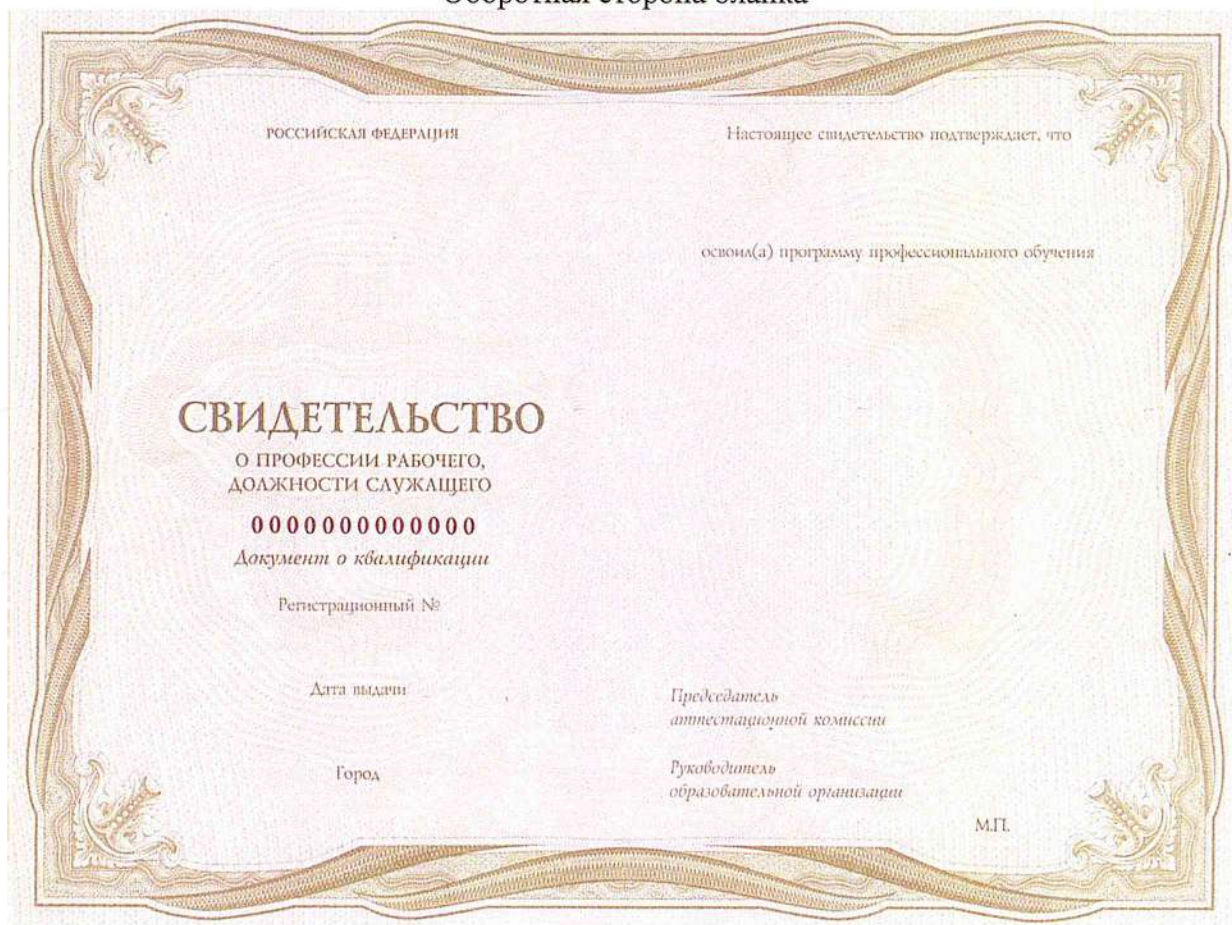 Оборотная сторона бланка
РОССИЙСКАЯ ФЕДЕРАЦИЯ
СВИДЕТЕЛЬСТВО
О ПРОФЕССИИ РАБОЧЕГО,
ДОЛЖНОСТИ СЛУЖАЩЕГО
0000000000000
Документ о квалификации
Регистрационный №
Дата выдачи
Город
Настоящее свидетельство подтверждает, что
освоил(а) программу профессионального обучения
Председатель
аттестационной комиссии
Руководитель
образовательной организации
М.П.